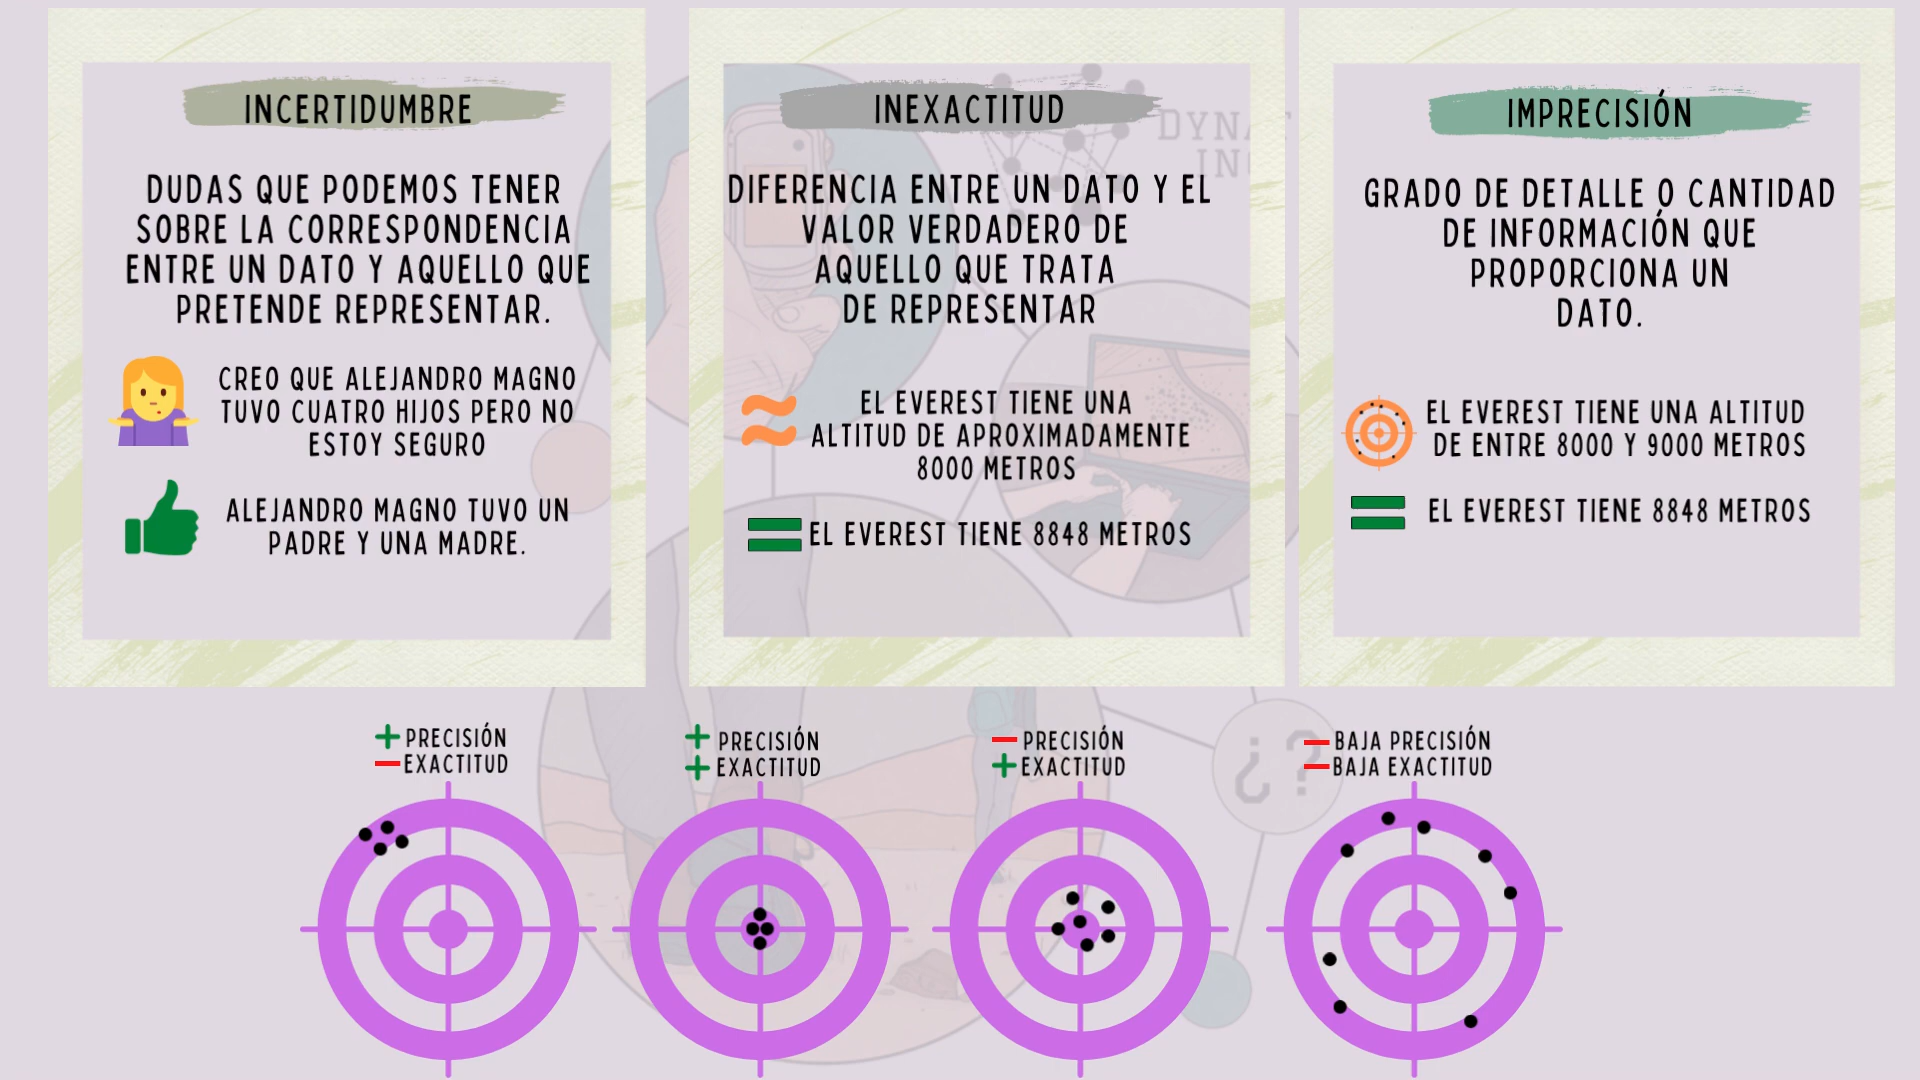 INCERTIDUMBRE
DUDAS QUE PODEMOS TENER
SOBRE LA CORRESPONDENCIA
ENTRE UN DATO Y AQUELLO QUE
PRETENDE REPRESENTAR.
CREO QUE ALEJANDRO MAGNO
TUVO CUATRO HIJOS PERO NO
ESTOY SEGURO
ALEJANDRO MAGNO TUVO UN
PADRE Y UNA MADRE.
INEXACTITUD
DIFERENCIA ENTRE UN DATO Y EL
VALOR VERDADERO DE
AQUELLO QUE TRATA
DE REPRESENTAR
≈ EL EVEREST TIENE UNA
ALTITUD DE APROXIMADAMENTE
8000 METROS
= EL EVEREST TIENE 8848 METROS
IMPRECISIÓN
GRADO DE DETALLE O CANTIDAD
DE INFORMACIÓN QUE
PROPORCIONA UN
DATO.
EL EVEREST TIENE UNA ALTITUD
DE ENTRE 8000 Y 9000 METROS
= EL EVEREST TIENE 8848 METROS
+ PRECISIÓN
- EXACTITUD
+ PRECISIÓN
+ EXACTITUD
- PRECISIÓN
+ EXACTITUD
- BAJA PRECISIÓN
- BAJA EXACTITUD
¿?